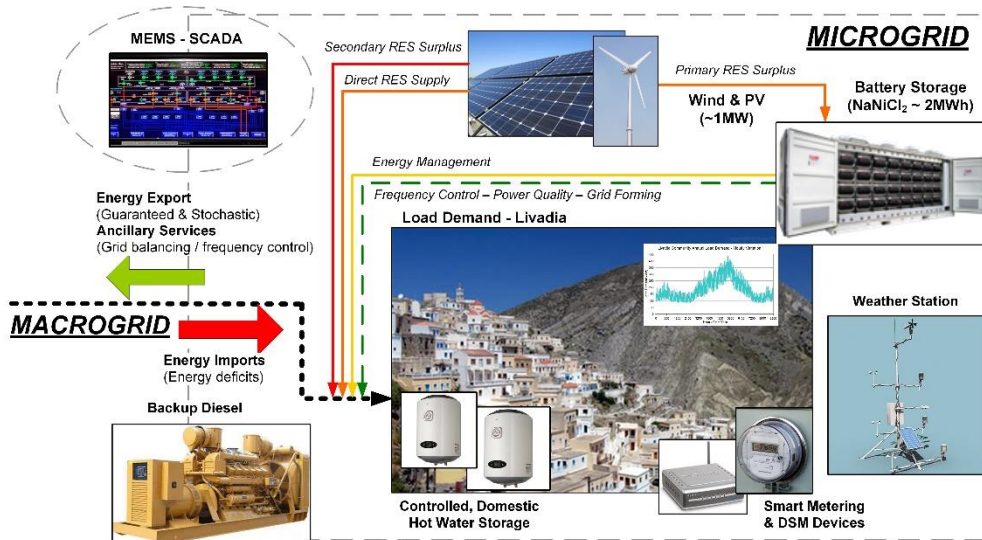 MEMS - SCADA
MICROGRID
Secondary RES Surplus
Direct RES Supply
Primary RES Surplus
Wind & PV
(~1MW)
Battery Storage
(NaNiCl2 ~ 2MWh)
Energy Management
Frequency Control – Power Quality – Grid Forming
Load Demand - Livadia
Energy Export
(Guaranteed & Stochastic)
Ancillary Services
(Grid balancing / frequency control)
MACROGRID
Energy Imports
(Energy deficits)
Weather Station
Backup Diesel
Controlled, Domestic
Hot Water Storage
Smart Metering
& DSM Devices